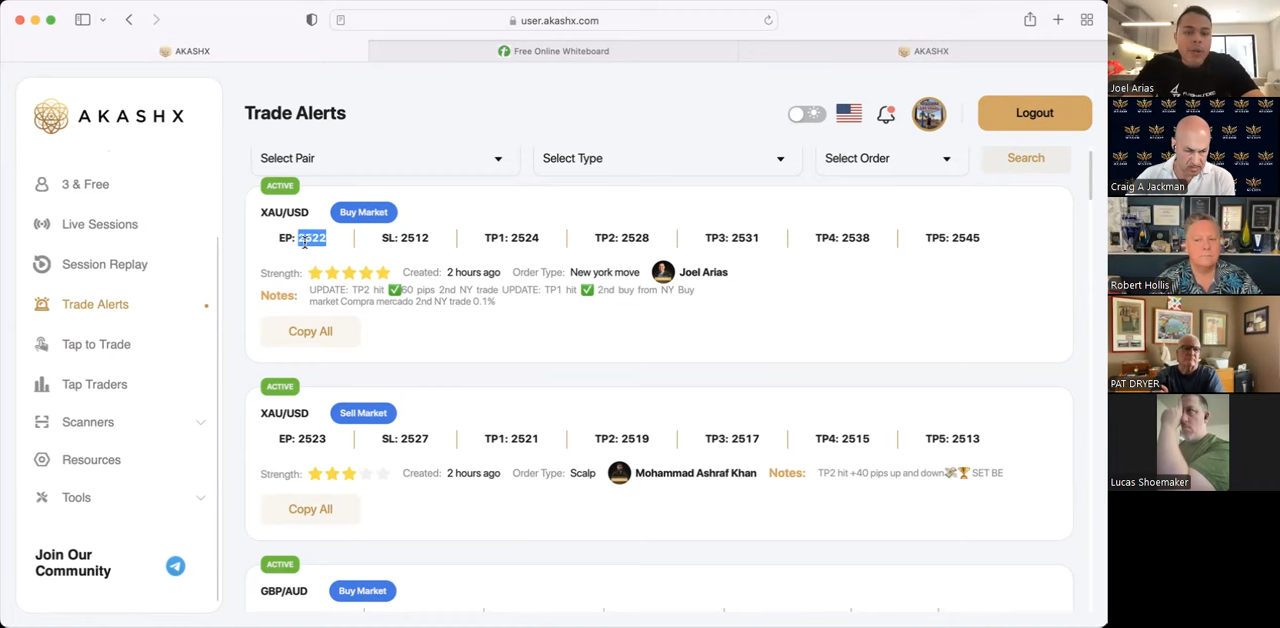 user.akashx.com
AKASHX
Free Online Whiteboard
AKASHX
AKASHX
Trade Alerts
Logout
Select Pair
Select Type
Select Order
Search
3 & Free
Live Sessions
Session Replay
Trade Alerts
Tap to Trade
Tap Traders
Scanners
Resources
Tools
Join Our
Community
ACTIVE
XAU/USD
Buy Market
EP: 2522
SL: 2512
TP1: 2524
TP2: 2528
TP3: 2531
TP4: 2538
TP5: 2545
Strength:
Created: 2 hours ago
Order Type: New york move
Joel Arias
Notes:
UPDATE: TP2 hit ✅60 pips 2nd NY trade UPDATE: TP1 hit ✅ 2nd buy from NY Buy
market Compra mercado 2nd NY trade 0.1%
Copy All
ACTIVE
XAU/USD
Sell Market
EP: 2523
SL: 2527
TP1: 2521
TP2: 2519
TP3: 2517
TP4: 2515
TP5: 2513
Strength:
Created: 2 hours ago
Order Type: Scalp
Mohammad Ashraf Khan
Notes:
TP2 hit +40 pips up and down💸🏆 SET BE
Copy All
ACTIVE
GBP/AUD
Buy Market
Joel Arias
Craig A Jackman
Robert Hollis
PAT DRYER
Lucas Shoemaker